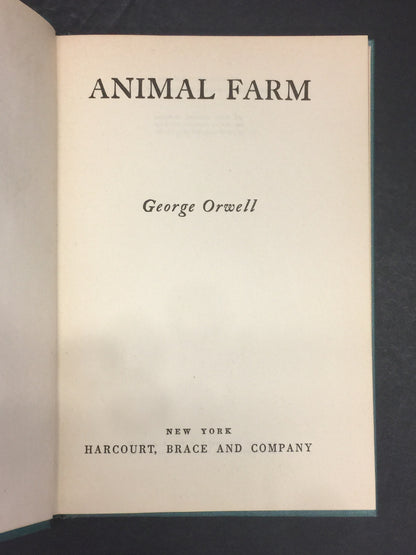 ANIMAL FARM
George Orwell
NEW YORK
HARCOURT, BRACE AND COMPANY